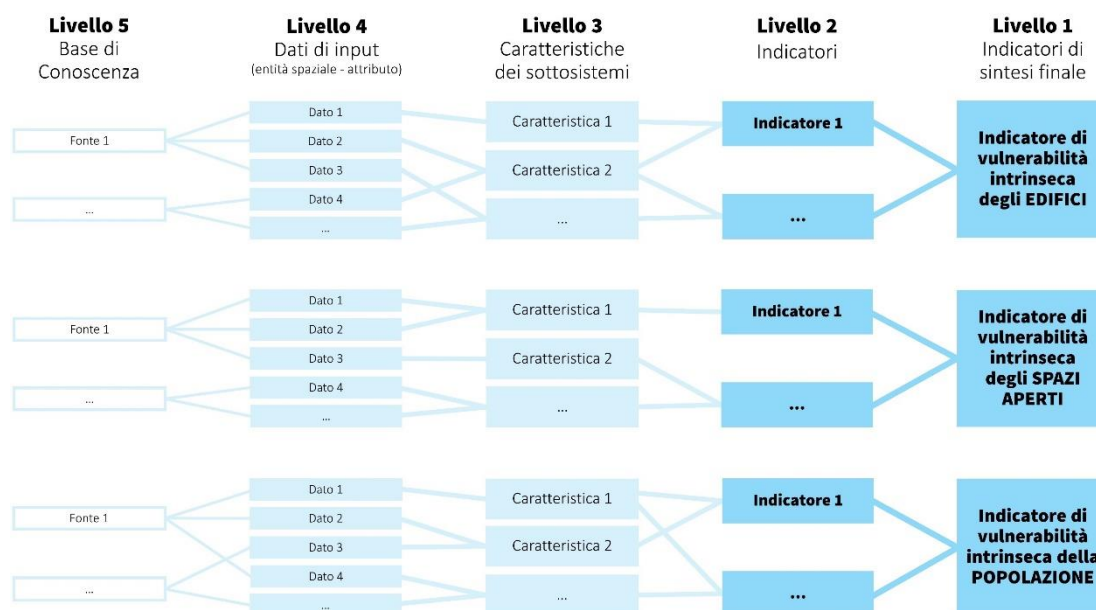 Livello 5
Base di
Conoscenza
Livello 4
Dati di input
(entità spaziale - attributo)
Livello 3
Caratteristiche
dei sottosistemi
Livello 2
Indicatori
Livello 1
Indicatori di
sintesi finale
Fonte 1
...
Dato 1
Dato 2
Dato 3
Dato 4
...
Caratteristica 1
Caratteristica 2
...
Indicatore 1
...
Indicatore di
vulnerabilità
intrinseca
degli EDIFICI
Fonte 1
...
Dato 1
Dato 2
Dato 3
Dato 4
...
Caratteristica 1
Caratteristica 2
...
Indicatore 1
...
Indicatore di
vulnerabilità
intrinseca
degli SPAZI
APERTI
Fonte 1
...
Dato 1
Dato 2
Dato 3
Dato 4
...
Caratteristica 1
Caratteristica 2
...
Indicatore 1
...
Indicatore di
vulnerabilità
intrinseca della
POPOLAZIONE